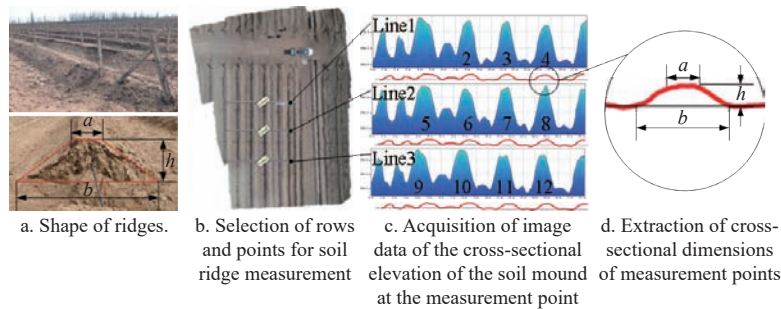 Line1
2 3 4
Line2
5 6 7 8
Line3
9 10 11 12
a
h
b
a
h
b
a. Shape of ridges.
b. Selection of rows
and points for soil
ridge measurement
c. Acquisition of image
data of the cross-sectional
elevation of the soil mound
at the measurement point
d. Extraction of cross-
sectional dimensions
of measurement points